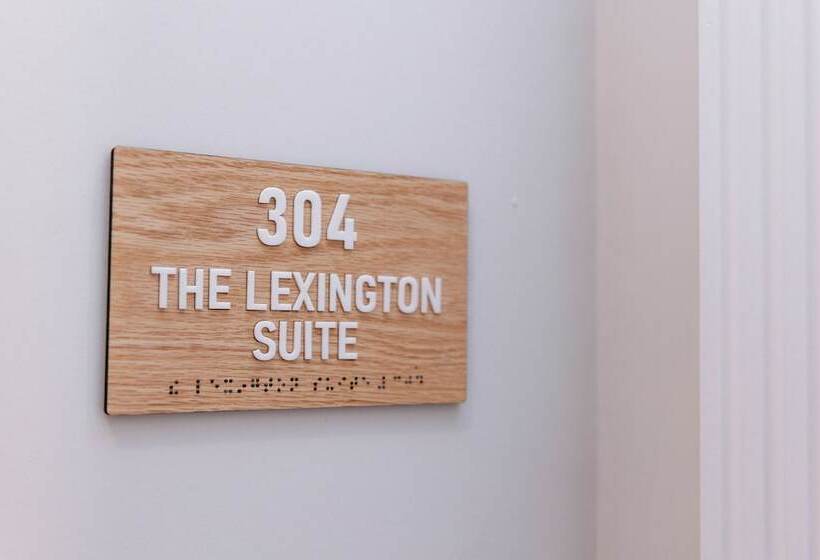 304
THE LEXINGTON
SUITE